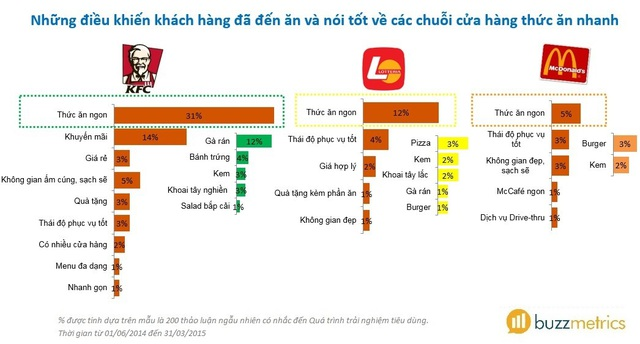 Những điều khiến khách hàng đã đến ăn và nói tốt về các chuỗi cửa hàng thức ăn nhanh
KFC
LOTTERIA
McDonald's
Thức ăn ngon 31%
Khuyến mãi 14%
Giá rẻ 3%
Không gian ấm cúng, sạch sẽ 5%
Quà tặng 3%
Thái độ phục vụ tốt 3%
Có nhiều cửa hàng 2%
Menu đa dạng 1%
Nhanh gọn 1%
Gà rán 12%
Bánh trứng 4%
Kem 3%
Khoai tây nghiền 3%
Salad bắp cải 1%
Thức ăn ngon 12%
Thái độ phục vụ tốt 4%
Giá hợp lý 2%
Quà tặng kèm phần ăn 1%
Không gian đẹp 1%
Pizza 3%
Kem 2%
Khoai tây lắc 2%
Gà rán 1%
Burger 1%
Thức ăn ngon 5%
Thái độ phục vụ
tốt 3%
Không gian đẹp,
sạch sẽ 3%
McCafé ngon 1%
Dịch vụ Drive-thru 1%
Burger 3%
Kem 2%
% được tính dựa trên mẫu là 200 thảo luận ngẫu nhiên có nhắc đến Quá trình trải nghiệm tiêu dùng.
Thời gian từ 01/06/2014 đến 31/03/2015
buzzmetrics